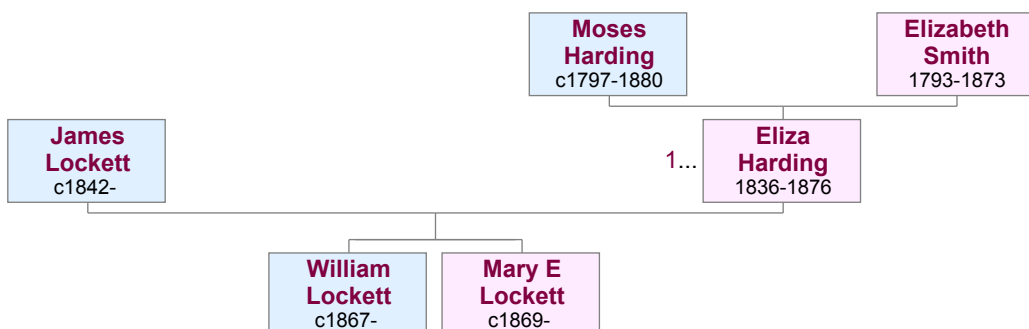 Moses
Harding
c1797-1880
Elizabeth
Smith
1793-1873
James
Lockett
c1842-
1...
Eliza
Harding
1836-1876
William
Lockett
c1867-
Mary E
Lockett
c1869-